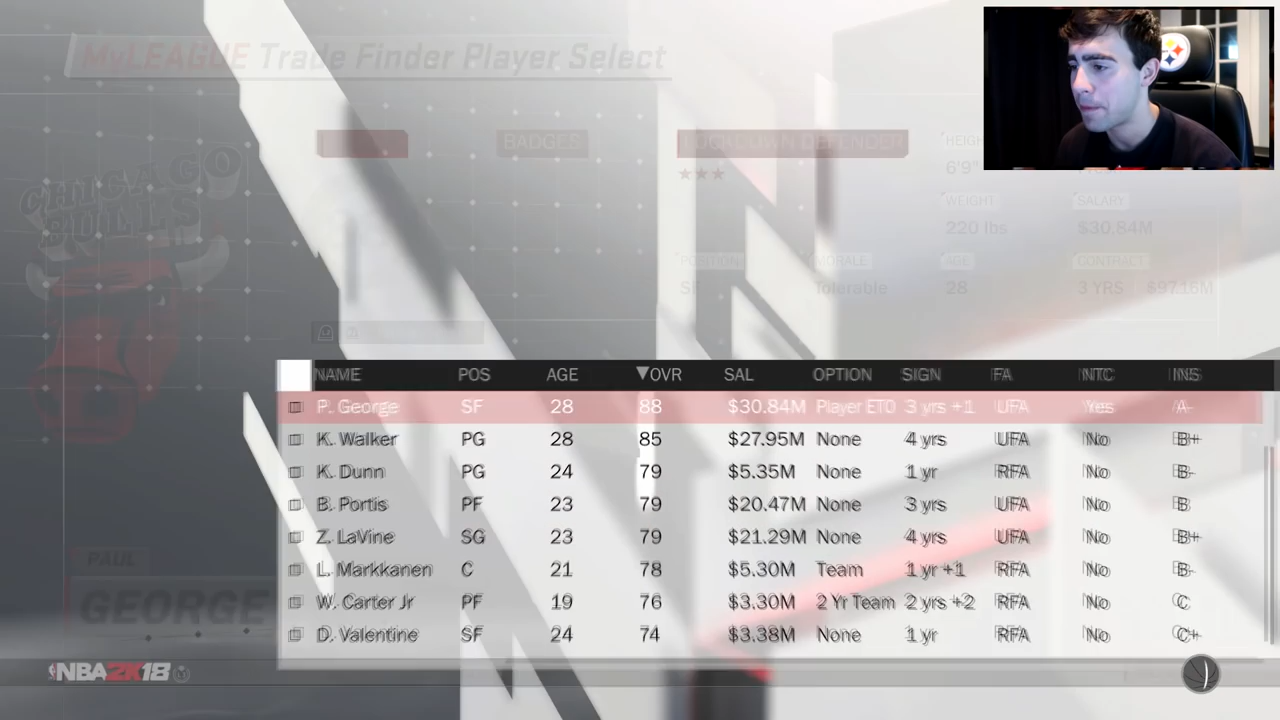 MyLEAGUE Trade Finder Player Select
CHICAGO
BULLS
BADGES
LOCKDOWN DEFENDER
HEIGHT
6'9"
WEIGHT
SALARY
220 lbs
$30.84M
POSITION
MORALE
AGE
CONTRACT
SF
Tolerable
28
3 YRS
$97.16M
NAME POS AGE OVR SAL OPTION SIGN FA NTC INS
P. George SF 28 88 $30.84M Player ETO 3 yrs +1 UFA Yes A-
K. Walker PG 28 85 $27.95M None 4 yrs UFA No B+
K. Dunn PG 24 79 $5.35M None 1 yr RFA No B-
B. Portis PF 23 79 $20.47M None 3 yrs UFA No B
Z. LaVine SG 23 79 $21.29M None 4 yrs UFA No B+
L. Markkanen C 21 78 $5.30M Team 1 yr +1 RFA No B-
W. Carter Jr PF 19 76 $3.30M 2 Yr Team 2 yrs +2 RFA No C
D. Valentine SF 24 74 $3.38M None 1 yr RFA No C+
PAUL
GEORGE
NBA2K18